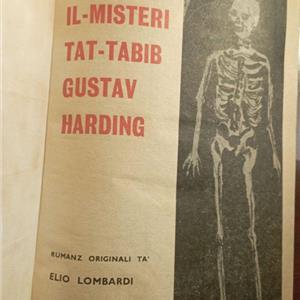 IL-MISTERI
TAT-TABIB
GUSTAV
HARDING
RUMANZ ORIGINALI TA'
ELIO LOMBARDI